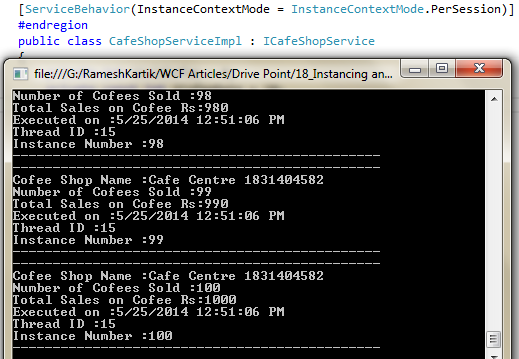 [ServiceBehavior(InstanceContextMode = InstanceContextMode.PerSession)]
#endregion
public class CafeShopServiceImpl : ICafeShopService
{
file:///G:/RameshKartik/WCF Articles/Drive Point/18_Instancing an...
Number of Cofees Sold :98
Total Sales on Cofee Rs:980
Executed on :5/25/2014 12:51:06 PM
Thread ID :15
Instance Number :98
--------------------------------------------------
--------------------------------------------------
Cofee Shop Name :Cafe Centre 1831404582
Number of Cofees Sold :99
Total Sales on Cofee Rs:990
Executed on :5/25/2014 12:51:06 PM
Thread ID :15
Instance Number :99
--------------------------------------------------
--------------------------------------------------
Cofee Shop Name :Cafe Centre 1831404582
Number of Cofees Sold :100
Total Sales on Cofee Rs:1000
Executed on :5/25/2014 12:51:06 PM
Thread ID :15
Instance Number :100
--------------------------------------------------